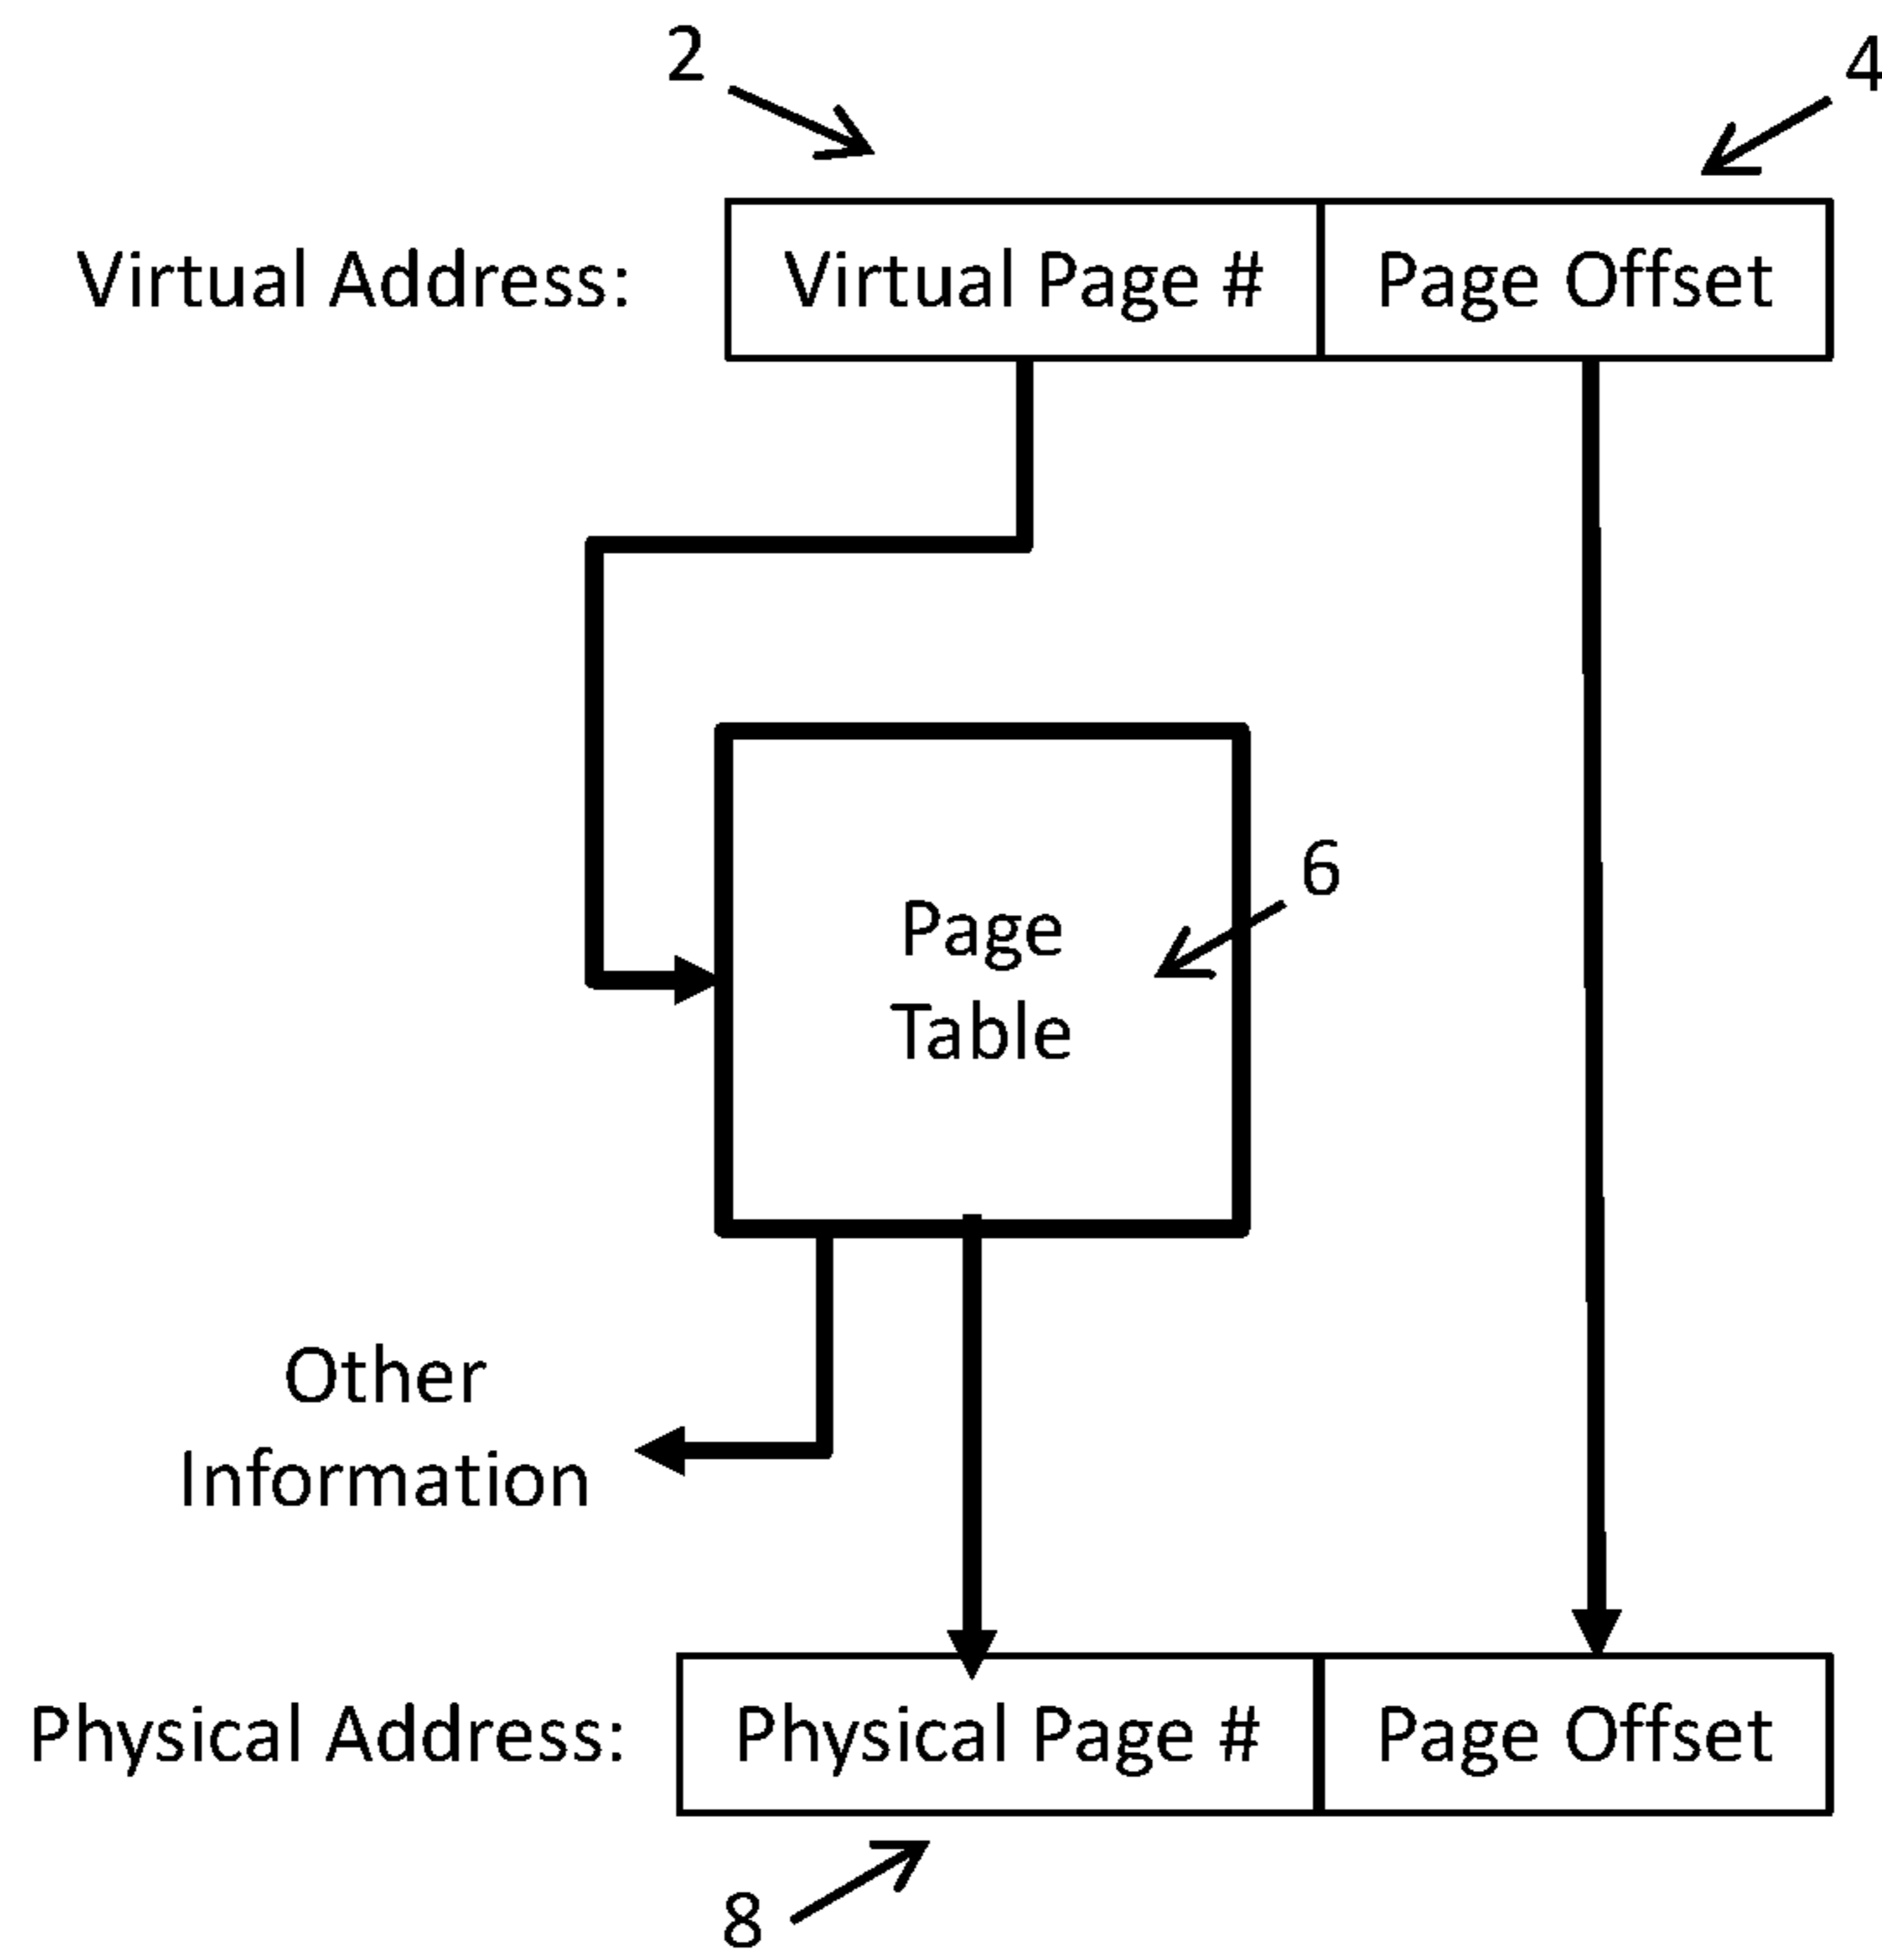 2
4
Virtual Address: Virtual Page # Page Offset
6
Page
Table
Other
Information
Physical Address: Physical Page # Page Offset
8